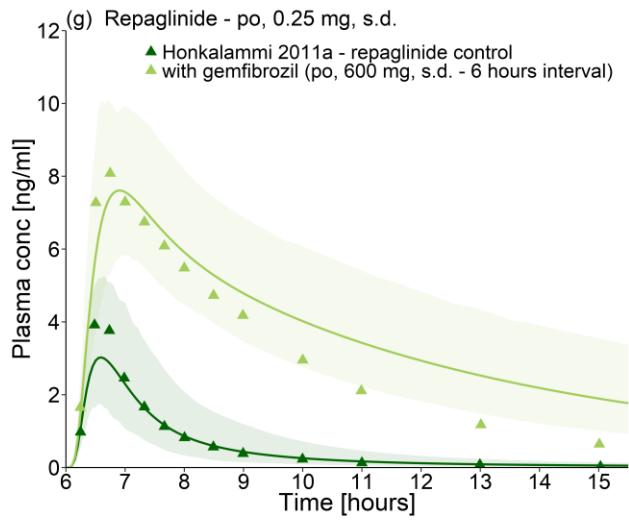 (g) Repaglinide - po, 0.25 mg, s.d.
12
Honkalammi 2011a - repaglinide control
with gemfibrozil (po, 600 mg, s.d. - 6 hours interval)
10
8
6
4
2
0
Plasma conc [ng/ml]
6 7 8 9 10 11 12 13 14 15
Time [hours]